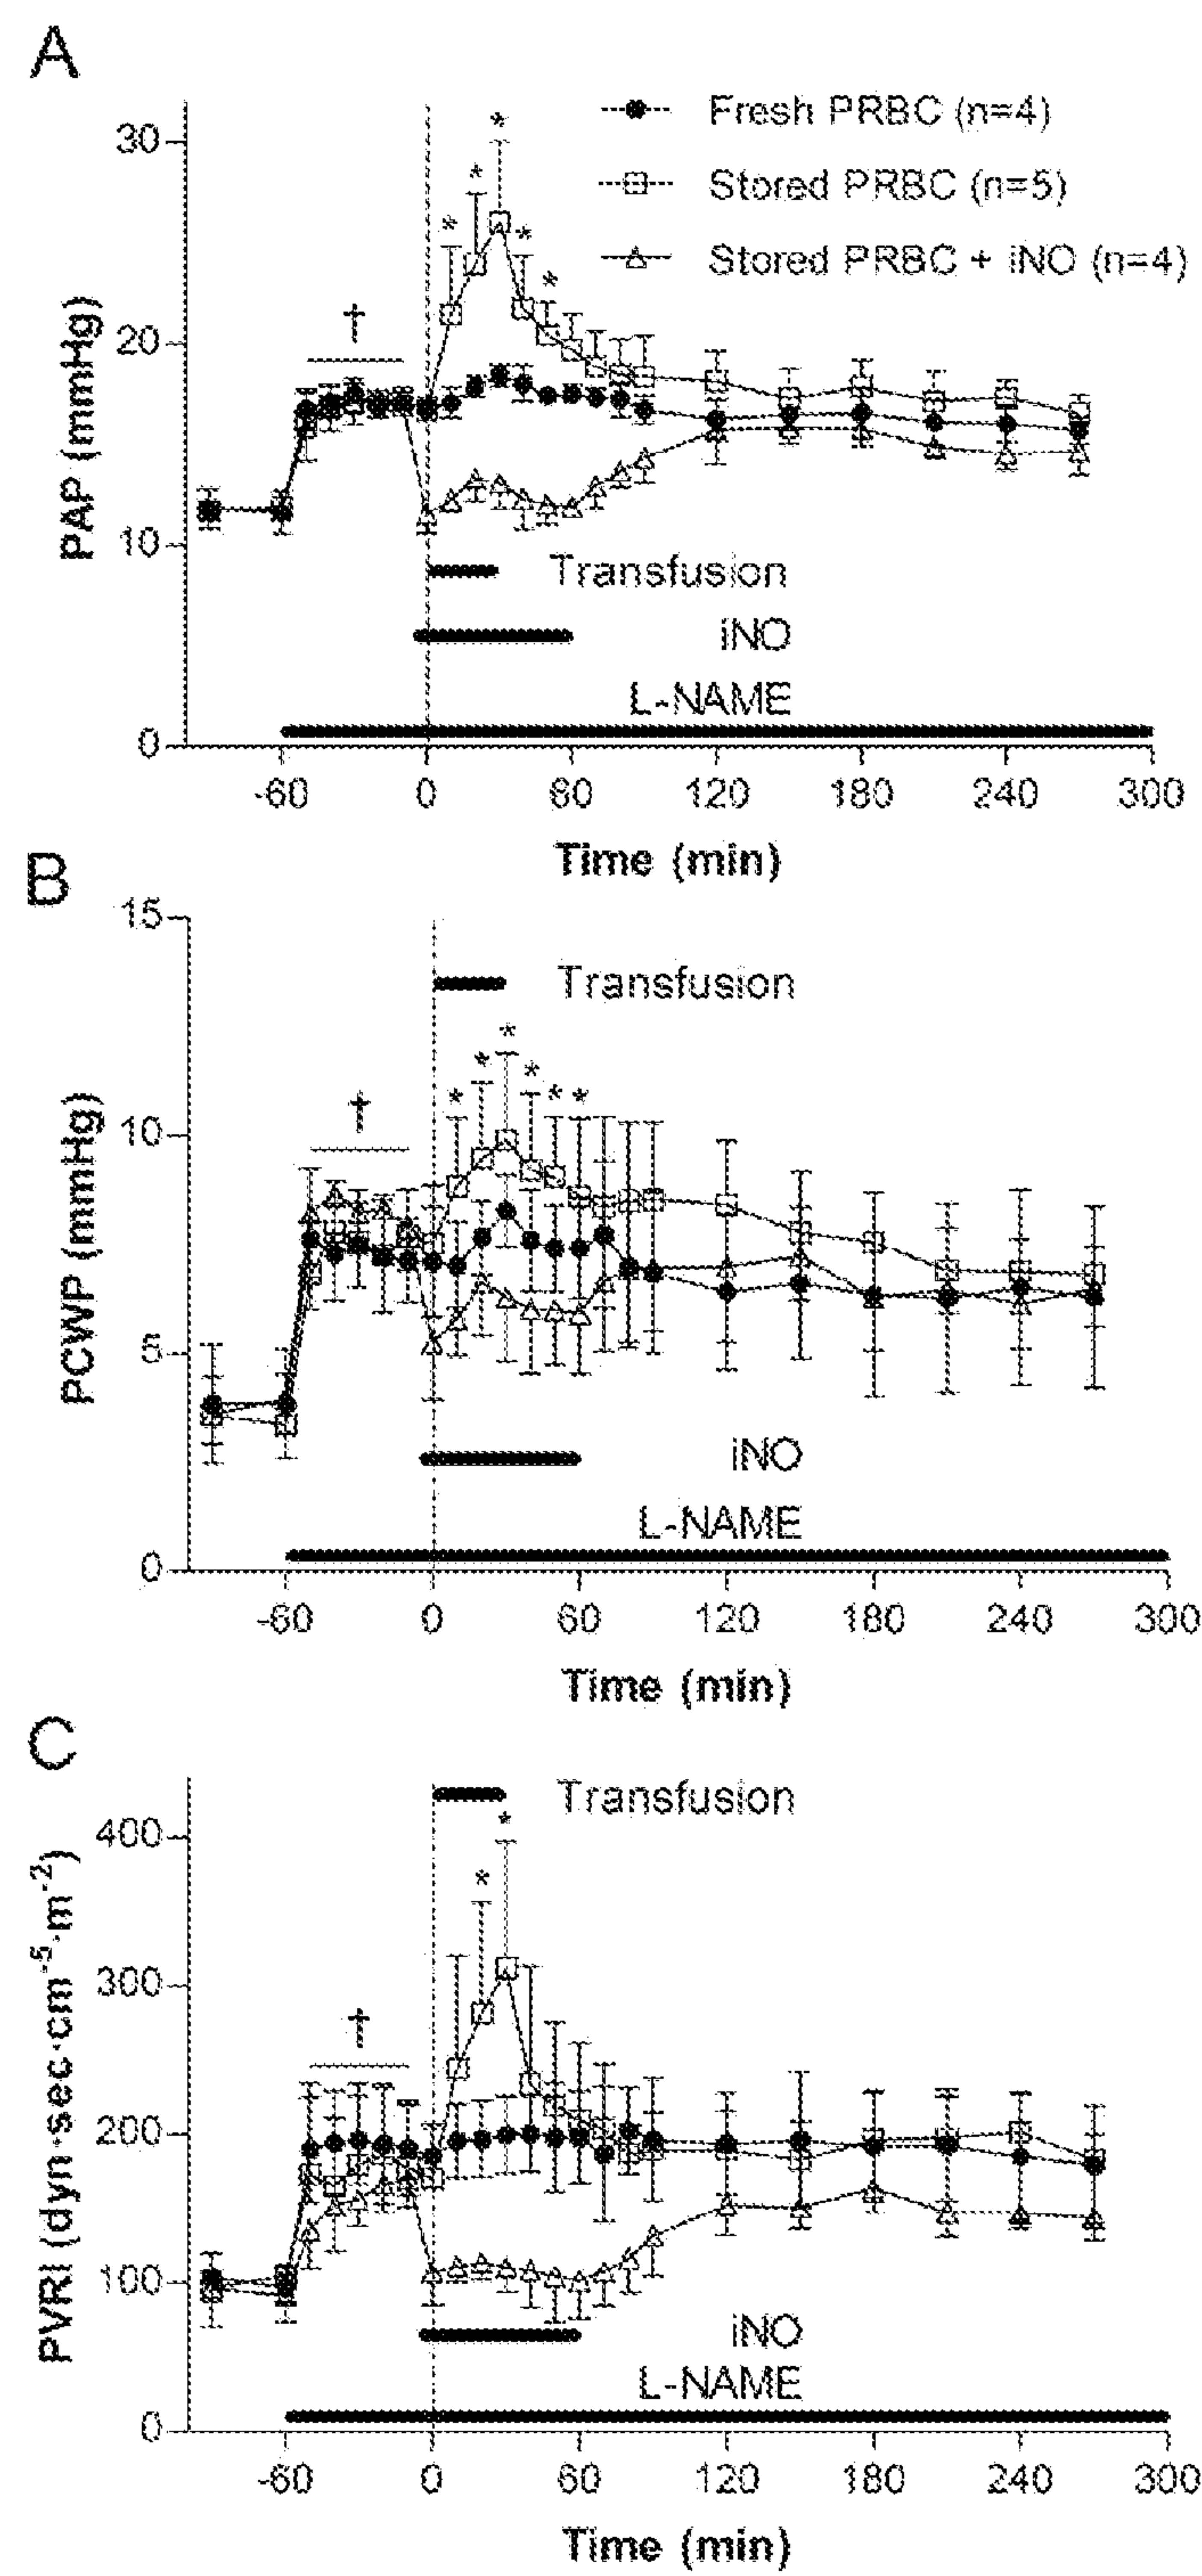 A
Fresh PRBC (n=4)
Stored PRBC (n=5)
Stored PRBC + iNO (n=4)
30
20
10
0
PAP (mmHg)
* * * * *
†
Transfusion
iNO
L-NAME
-60 0 60 120 180 240 300
Time (min)
B
15
10
5
0
PCWP (mmHg)
Transfusion
* * * * * *
†
iNO
L-NAME
-60 0 60 120 180 240 300
Time (min)
C
400
300
200
100
0
PVRI (dyn·sec·cm⁻⁵·m⁻²)
Transfusion
* *
†
iNO
L-NAME
-60 0 60 120 180 240 300
Time (min)